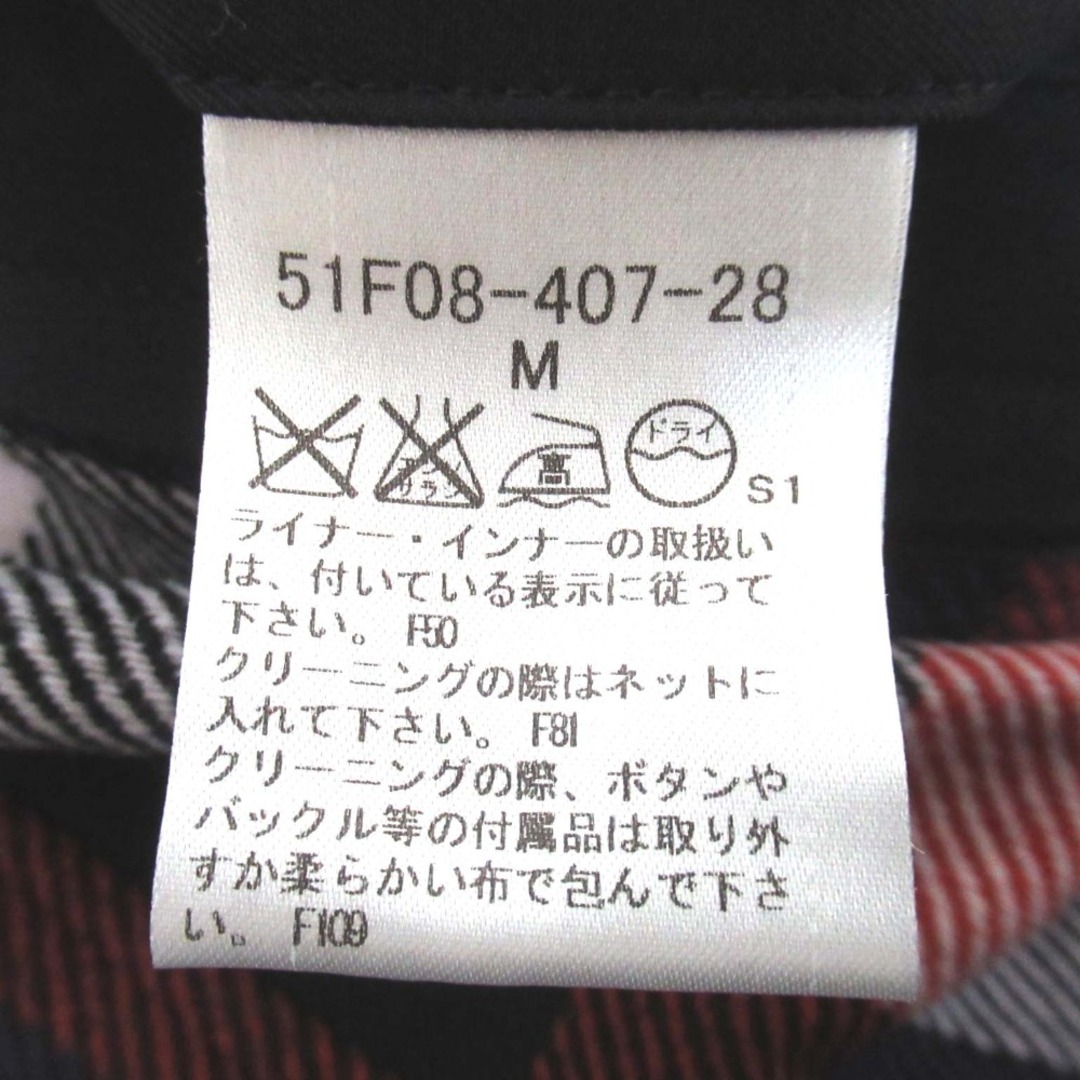 51F08-407-28
M
高
ドライ
S1
ライナー・インナーの取扱い
は、付いている表示に従って
下さい。 F50
クリーニングの際はネットに
入れて下さい。 F81
クリーニングの際、ボタンや
バックル等の付属品は取り外
すか柔らかい布で包んで下さ
い。 F109